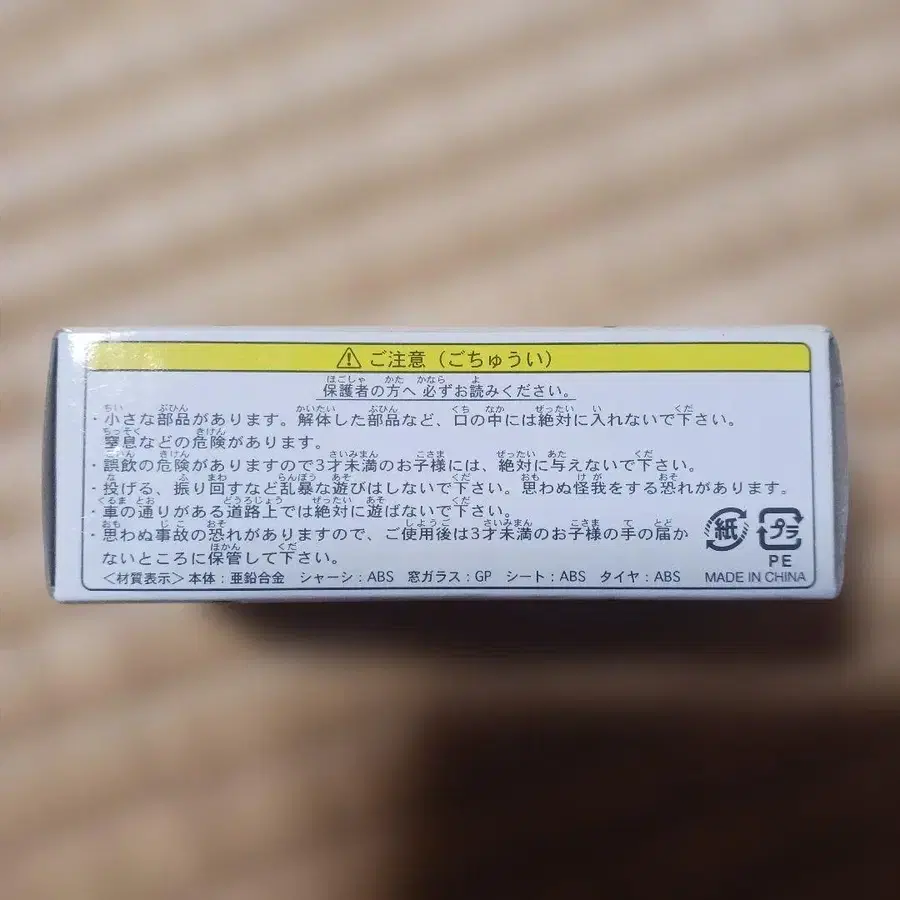 ⚠ ご注意（ごちゅうい）
保護者の方へ 必ずお読みください。
・小さな部品があります。解体した部品など、口の中には絶対に入れないで下さい。
窒息などの危険があります。
・誤飲の危険がありますので3才未満のお子様には、絶対に与えないで下さい。
・投げる、振り回すなど乱暴な遊びはしないで下さい。思わぬ怪我をする恐れがあります。
・車の通りがある道路上では絶対に遊ばないで下さい。
・思わぬ事故の恐れがありますので、ご使用後は3才未満のお子様の手の届か
ないところに保管して下さい。
＜材質表示＞本体：亜鉛合金 シャーシ：ABS 窓ガラス：GP シート：ABS タイヤ：ABS
紙 プラ
PE
MADE IN CHINA